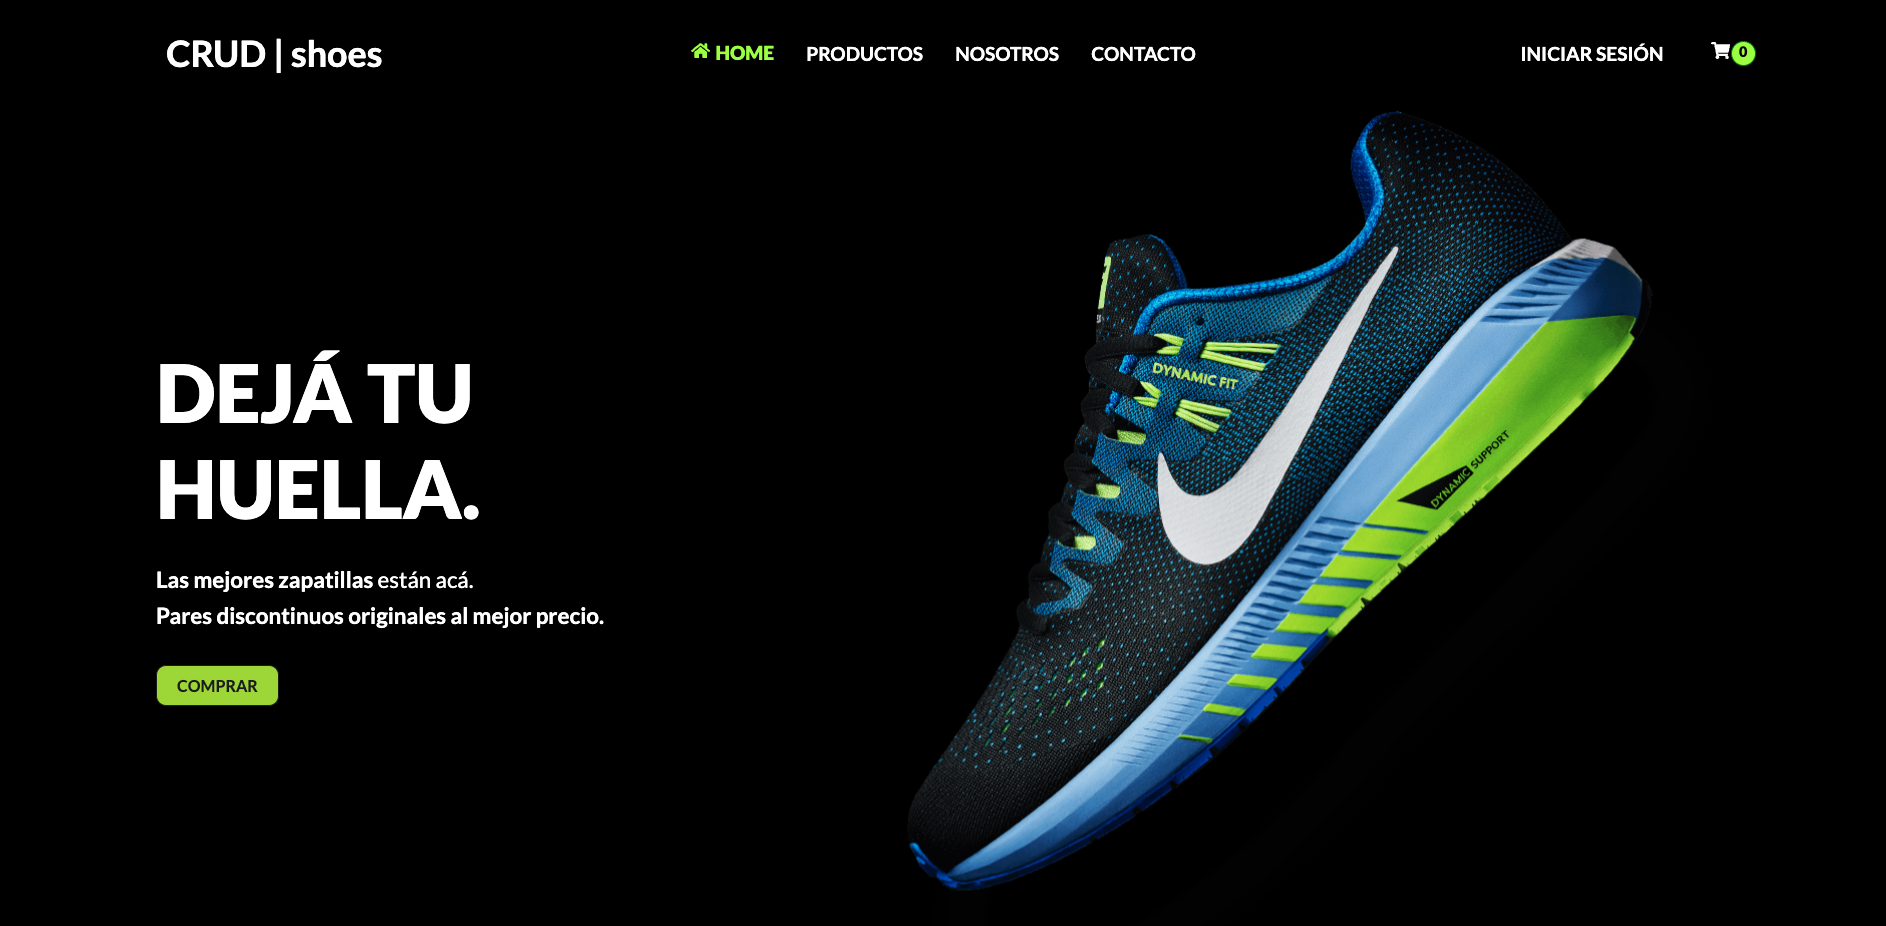 CRUD | shoes
HOME
PRODUCTOS
NOSOTROS
CONTACTO
INICIAR SESIÓN
0
DEJÁ TU
HUELLA.
Las mejores zapatillas están acá.
Pares discontinuos originales al mejor precio.
COMPRAR
DYNAMIC FIT
DYNAMIC SUPPORT